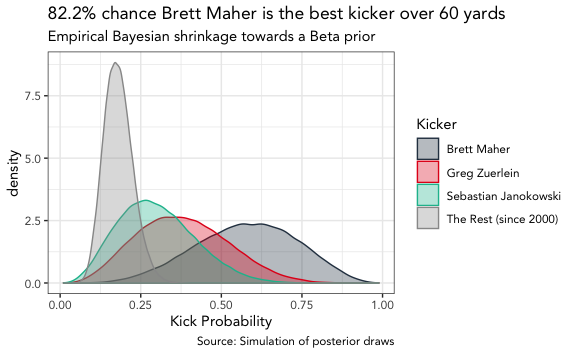 82.2% chance Brett Maher is the best kicker over 60 yards
Empirical Bayesian shrinkage towards a Beta prior
density
7.5
5.0
2.5
0.0
0.00 0.25 0.50 0.75 1.00
Kick Probability
Kicker
Brett Maher
Greg Zuerlein
Sebastian Janokowski
The Rest (since 2000)
Source: Simulation of posterior draws